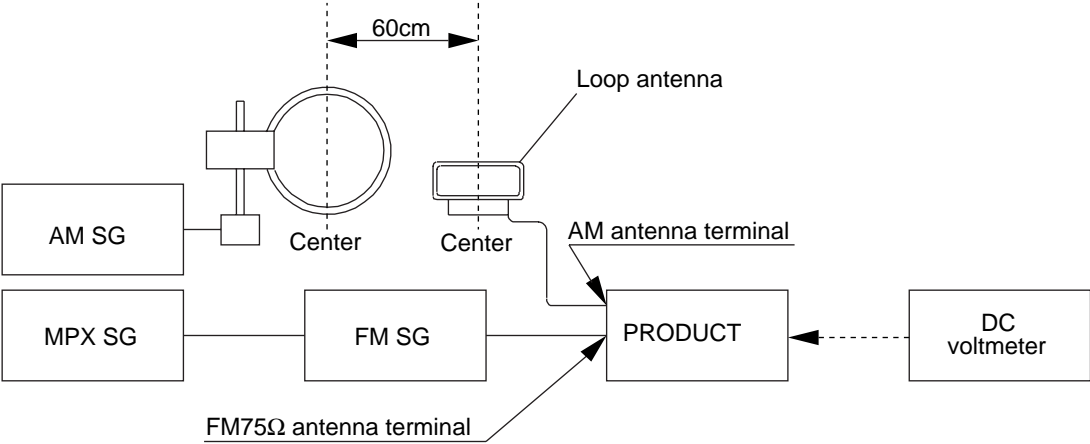 60cm
Loop antenna
AM SG
Center
Center
AM antenna terminal
MPX SG
FM SG
PRODUCT
DC
voltmeter
FM75Ω antenna terminal